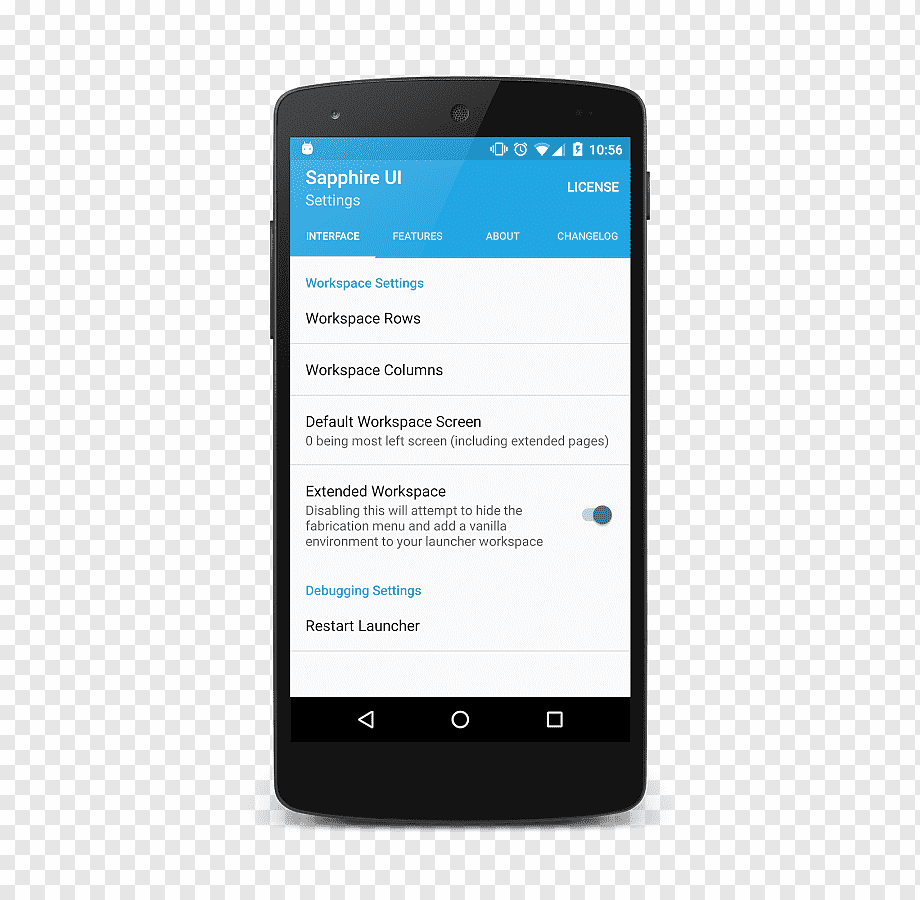 10:56
Sapphire UI
Settings
LICENSE
INTERFACE FEATURES ABOUT CHANGELOG
Workspace Settings
Workspace Rows
Workspace Columns
Default Workspace Screen
0 being most left screen (including extended pages)
Extended Workspace
Disabling this will attempt to hide the
fabrication menu and add a vanilla
environment to your launcher workspace
Debugging Settings
Restart Launcher